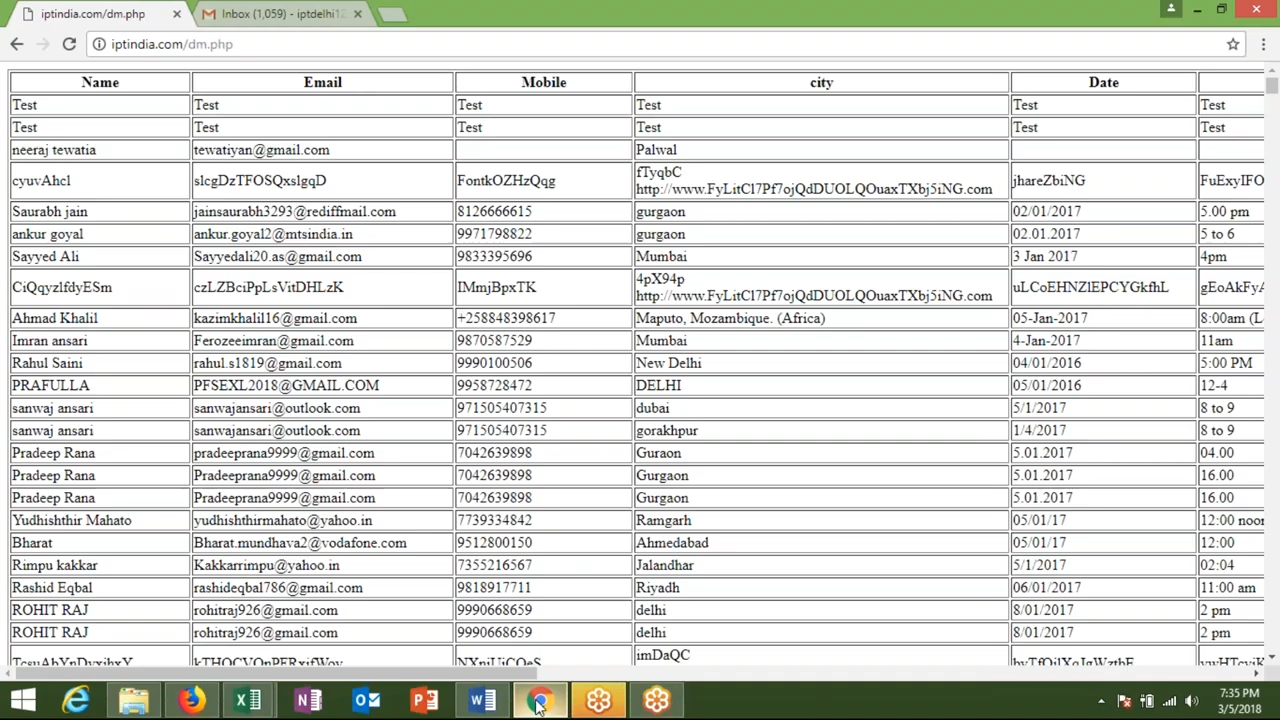 iptindia.com/dm.php
Inbox (1,059) - iptdelhi12
iptindia.com/dm.php
Name Email Mobile city Date
Test Test Test Test Test Test
Test Test Test Test Test Test
neeraj tewatia tewatiyan@gmail.com Palwal
cyuvAhcl slcgDzTFOSQxslgqD FontkOZHzQqg fTyqbC
http://www.FyLitCl7Pf7ojQdDUOLQOuaxTXbj5iNG.com jhareZbiNG FuExyIFO
Saurabh jain jainsaurabh3293@rediffmail.com 8126666615 gurgaon 02/01/2017 5.00 pm
ankur goyal ankur.goyal2@mtsindia.in 9971798822 gurgaon 02.01.2017 5 to 6
Sayyed Ali Sayyedali20.as@gmail.com 9833395696 Mumbai 3 Jan 2017 4pm
CiQqyzlfdyESm czLZBciPpLsVitDHLzK IMmjBpxTK 4pX94p
http://www.FyLitCl7Pf7ojQdDUOLQOuaxTXbj5iNG.com uLCoEHNZlEPCYGkfhL gEoAkFyA
Ahmad Khalil kazimkhalil16@gmail.com +258848398617 Maputo, Mozambique. (Africa) 05-Jan-2017 8:00am (L
Imran ansari Ferozeeimran@gmail.com 9870587529 Mumbai 4-Jan-2017 11am
Rahul Saini rahul.s1819@gmail.com 9990100506 New Delhi 04/01/2016 5:00 PM
PRAFULLA PFSEXL2018@GMAIL.COM 9958728472 DELHI 05/01/2016 12-4
sanwaj ansari sanwajansari@outlook.com 971505407315 dubai 5/1/2017 8 to 9
sanwaj ansari sanwajansari@outlook.com 971505407315 gorakhpur 1/4/2017 8 to 9
Pradeep Rana pradeeprana9999@gmail.com 7042639898 Guraon 5.01.2017 04.00
Pradeep Rana Pradeeprana9999@gmail.com 7042639898 Gurgaon 5.01.2017 16.00
Pradeep Rana Pradeeprana9999@gmail.com 7042639898 Gurgaon 5.01.2017 16.00
Yudhishthir Mahato yudhishthirmahato@yahoo.in 7739334842 Ramgarh 05/01/17 12:00 noon
Bharat Bharat.mundhava2@vodafone.com 9512800150 Ahmedabad 05/01/17 12:00
Rimpu kakkar Kakkarrimpu@yahoo.in 7355216567 Jalandhar 5/1/2017 02:04
Rashid Eqbal rashideqbal786@gmail.com 9818917711 Riyadh 06/01/2017 11:00 am
ROHIT RAJ rohitraj926@gmail.com 9990668659 delhi 8/01/2017 2 pm
ROHIT RAJ rohitraj926@gmail.com 9990668659 delhi 8/01/2017 2 pm
imDaQC
7:35 PM
3/5/2018